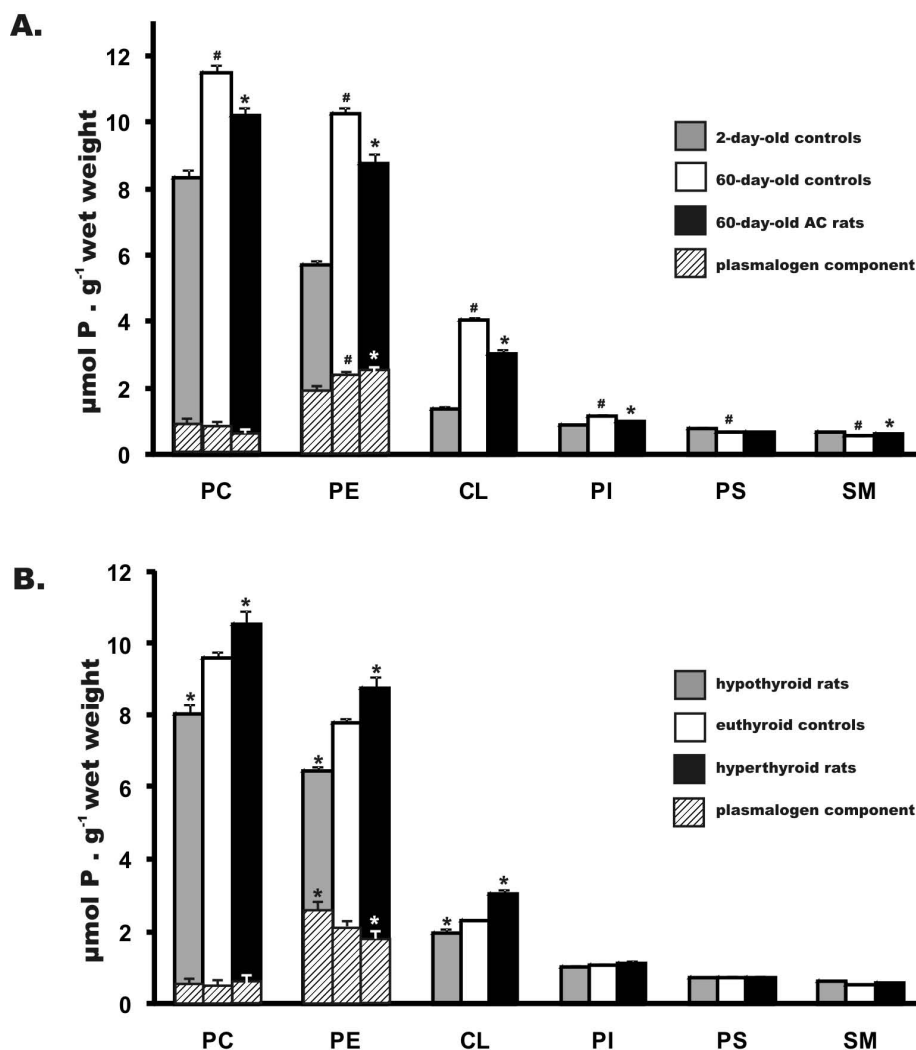 A.
µmol P . g⁻¹ wet weight
12
10
8
6
4
2
0
# * # * # * # * # * # # *
PC PE CL PI PS SM
2-day-old controls
60-day-old controls
60-day-old AC rats
plasmalogen component
B.
µmol P . g⁻¹ wet weight
12
10
8
6
4
2
0
* * * * * * * *
PC PE CL PI PS SM
hypothyroid rats
euthyroid controls
hyperthyroid rats
plasmalogen component